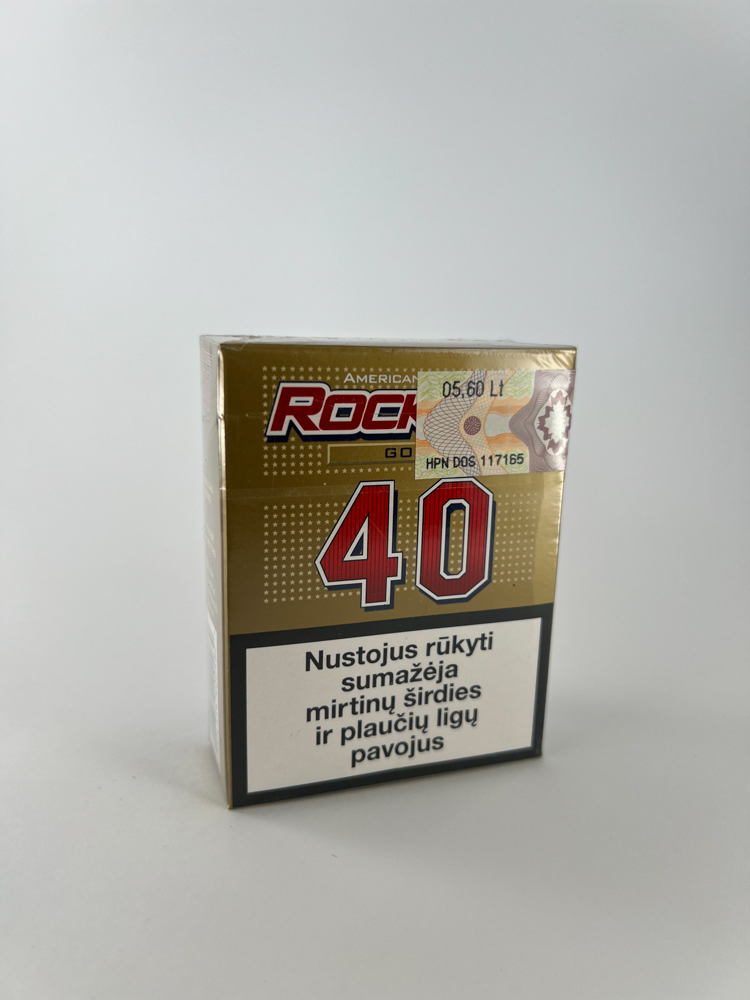 AMERICAN
ROCK
05,60 Lt
GO
HPN DOS 117165
40
Nustojus rūkyti
sumažėja
mirtinų širdies
ir plaučių ligų
pavojus